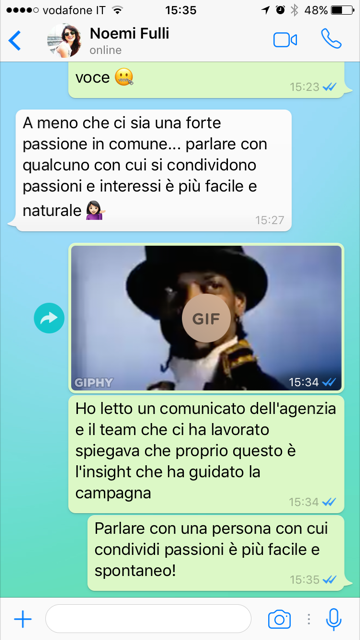 vodafone IT 15:35 48%
Noemi Fulli
online
voce 🤐
15:23
A meno che ci sia una forte
passione in comune... parlare con
qualcuno con cui si condividono
passioni e interessi è più facile e
naturale 💁🏻‍♀️
15:27
GIF
GIPHY 15:34
Ho letto un comunicato dell'agenzia
e il team che ci ha lavorato
spiegava che proprio questo è
l'insight che ha guidato la
campagna
15:34
Parlare con una persona con cui
condividi passioni è più facile e
spontaneo!
15:35